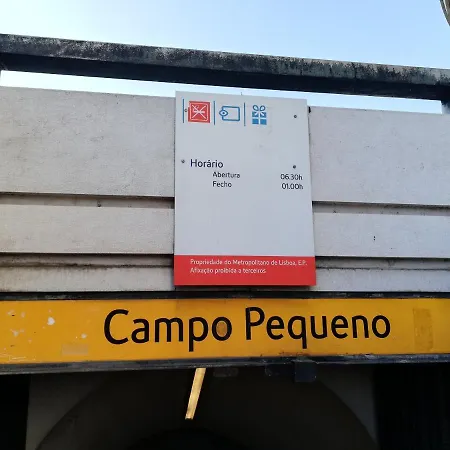 Horário
Abertura 06.30h
Fecho 01.00h
Propriedade do Metropolitano de Lisboa, E.P.
Afixação proibida a terceiros
Campo Pequeno